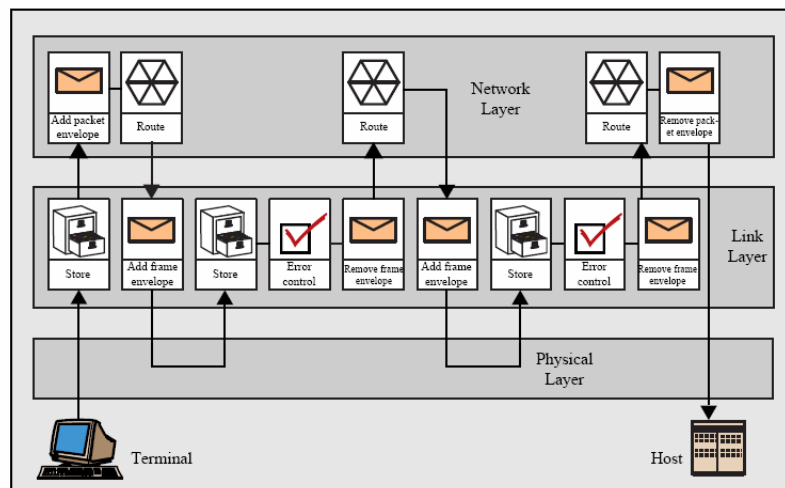 Add packet
envelope
Route
Route
Network
Layer
Route
Remove pack-
et envelope
Store
Add frame
envelope
Store
Error
control
Remove frame
envelope
Add frame
envelope
Store
Error
control
Remove frame
envelope
Link
Layer
Physical
Layer
Terminal
Host